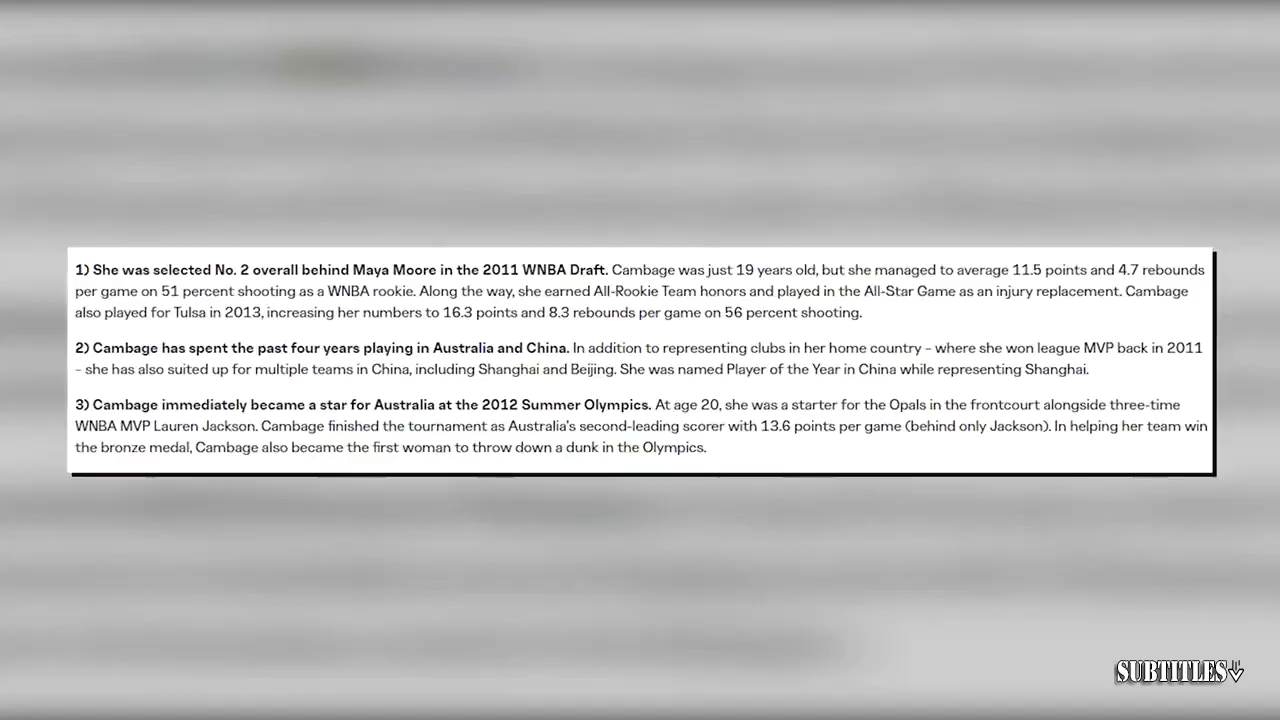 1) She was selected No. 2 overall behind Maya Moore in the 2011 WNBA Draft. Cambage was just 19 years old, but she managed to average 11.5 points and 4.7 rebounds
per game on 51 percent shooting as a WNBA rookie. Along the way, she earned All-Rookie Team honors and played in the All-Star Game as an injury replacement. Cambage
also played for Tulsa in 2013, increasing her numbers to 16.3 points and 8.3 rebounds per game on 56 percent shooting.
2) Cambage has spent the past four years playing in Australia and China. In addition to representing clubs in her home country – where she won league MVP back in 2011
– she has also suited up for multiple teams in China, including Shanghai and Beijing. She was named Player of the Year in China while representing Shanghai.
3) Cambage immediately became a star for Australia at the 2012 Summer Olympics. At age 20, she was a starter for the Opals in the frontcourt alongside three-time
WNBA MVP Lauren Jackson. Cambage finished the tournament as Australia's second-leading scorer with 13.6 points per game (behind only Jackson). In helping her team win
the bronze medal, Cambage also became the first woman to throw down a dunk in the Olympics.
SUBTITLES